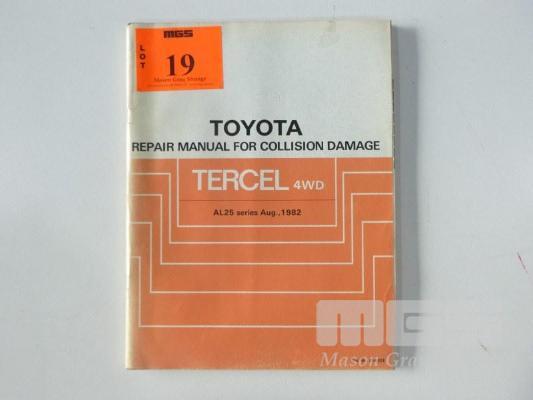 MGS
LOT
19
Mason Gray Strange
TOYOTA
REPAIR MANUAL FOR COLLISION DAMAGE
TERCEL 4WD
AL25 series Aug.,1982
MGS
Mason Gra